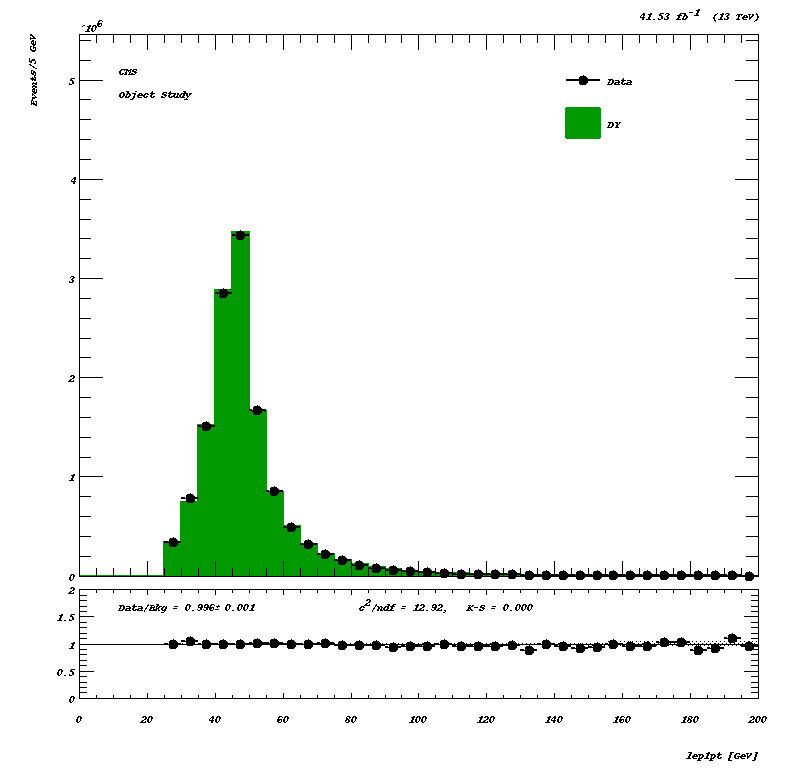 41.53 fb-1 (13 TeV)
´10^6
Events/5 GeV
CMS
Object Study
Data
DY
5
4
3
2
1
0
Data/Bkg = 0.996± 0.001
c^2/ndf = 12.92, K-S = 0.000
2
1.5
1
0.5
0
0 20 40 60 80 100 120 140 160 180 200
lep1pt [GeV]